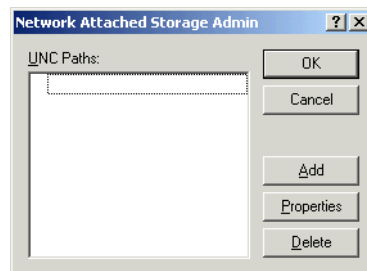 Network Attached Storage Admin
UNC Paths:
OK
Cancel
Add
Properties
Delete